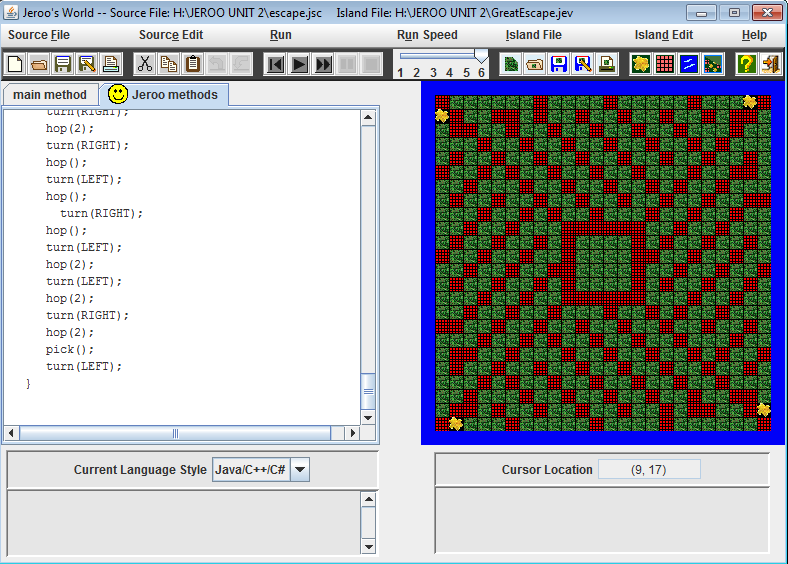 Jeroo's World -- Source File: H:\JEROO UNIT 2\escape.jsc Island File: H:\JEROO UNIT 2\GreatEscape.jev
Source File Source Edit Run Run Speed Island File Island Edit Help
1 2 3 4 5 6
main method Jeroo methods
turn(RIGHT);
hop(2);
turn(RIGHT);
hop();
turn(LEFT);
hop();
turn(RIGHT);
hop();
turn(LEFT);
hop(2);
turn(LEFT);
hop(2);
turn(RIGHT);
hop(2);
pick();
turn(LEFT);
}
Current Language Style Java/C++/C#
Cursor Location (9, 17)